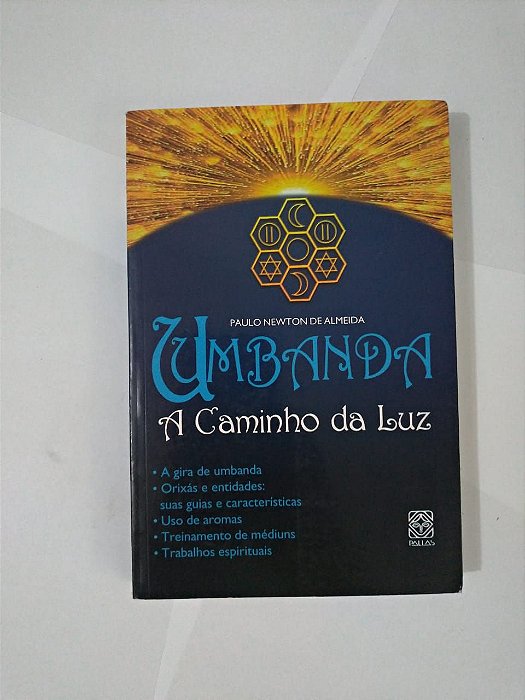 PAULO NEWTON DE ALMEIDA
UMBANDA
A Caminho da Luz
• A gira de umbanda
• Orixás e entidades:
suas guias e características
• Uso de aromas
• Treinamento de médiuns
• Trabalhos espirituais
PALLAS